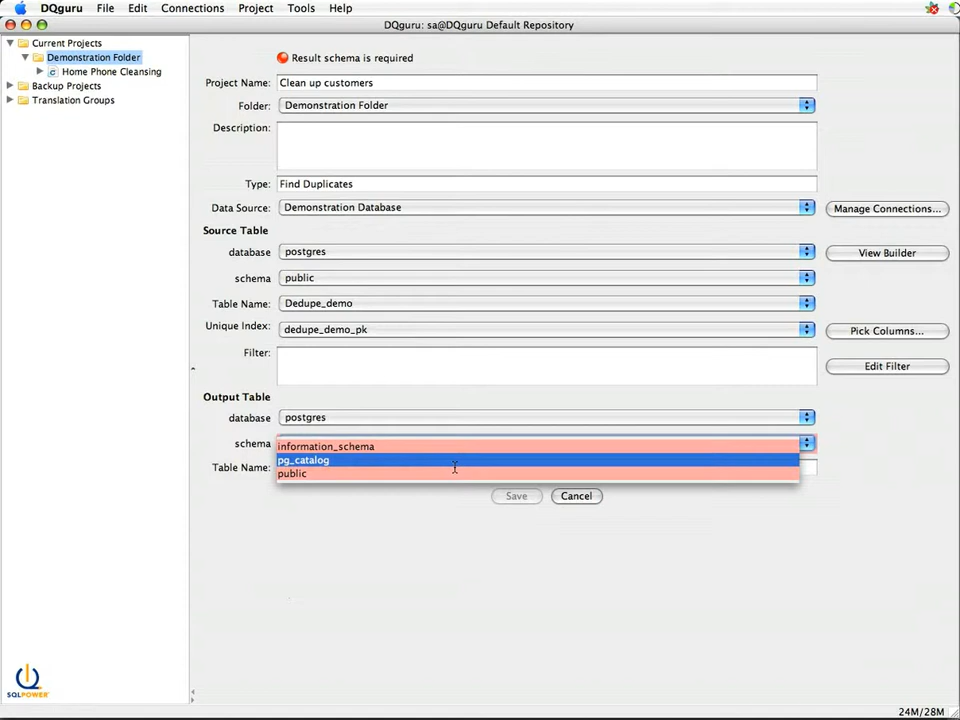 DQguru File Edit Connections Project Tools Help
DQguru: sa@DQguru Default Repository
Current Projects
Demonstration Folder
Home Phone Cleansing
Backup Projects
Translation Groups
Result schema is required
Project Name: Clean up customers
Folder: Demonstration Folder
Description:
Type: Find Duplicates
Data Source: Demonstration Database Manage Connections...
Source Table
database postgres View Builder
schema public
Table Name: Dedupe_demo
Unique Index: dedupe_demo_pk Pick Columns...
Filter:
Edit Filter
Output Table
database postgres
schema
information_schema
pg_catalog
Table Name:
public
Save Cancel
SQLPOWER
24M/28M